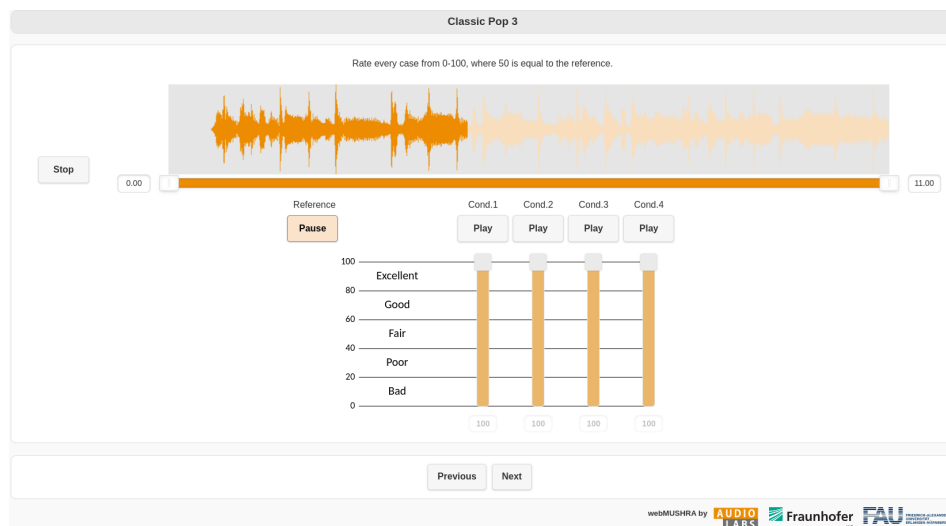 Classic Pop 3
Rate every case from 0-100, where 50 is equal to the reference.
Stop
0.00
11.00
Reference Cond.1 Cond.2 Cond.3 Cond.4
Pause Play Play Play Play
100
Excellent
80
Good
60
Fair
40
Poor
20
Bad
0
100 100 100 100
Previous Next
webMUSHRA by AUDIO LABS Fraunhofer FAU